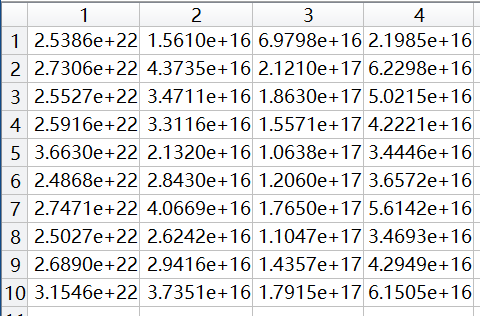 1 2 3 4
1 2.5386e+22 1.5610e+16 6.9798e+16 2.1985e+16
2 2.7306e+22 4.3735e+16 2.1210e+17 6.2298e+16
3 2.5527e+22 3.4711e+16 1.8630e+17 5.0215e+16
4 2.5916e+22 3.3116e+16 1.5571e+17 4.2221e+16
5 3.6630e+22 2.1320e+16 1.0638e+17 3.4446e+16
6 2.4868e+22 2.8430e+16 1.2060e+17 3.6572e+16
7 2.7471e+22 4.0669e+16 1.7650e+17 5.6142e+16
8 2.5027e+22 2.6242e+16 1.1047e+17 3.4693e+16
9 2.6890e+22 2.9416e+16 1.4357e+17 4.2949e+16
10 3.1546e+22 3.7351e+16 1.7915e+17 6.1505e+16